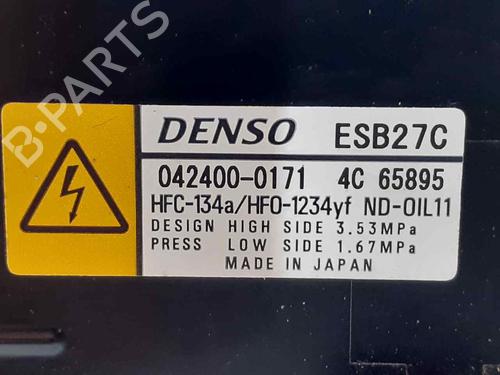 B-PARTS
DENSO ESB27C
042400-0171 4C 65895
HFC-134a/HFO-1234yf ND-OIL11
DESIGN HIGH SIDE 3.53MPa
PRESS LOW SIDE 1.67MPa
MADE IN JAPAN